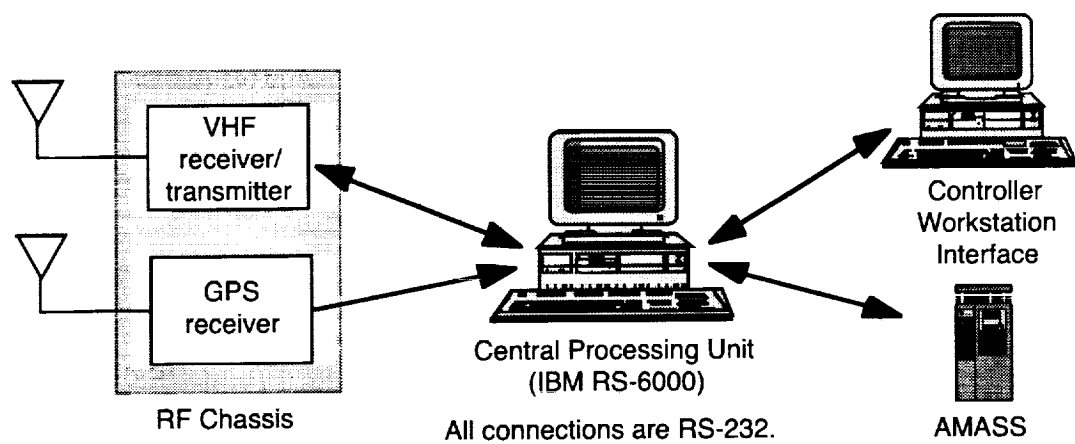 VHF
receiver/
transmitter
GPS
receiver
RF Chassis
Central Processing Unit
(IBM RS-6000)
All connections are RS-232.
Controller
Workstation
Interface
AMASS